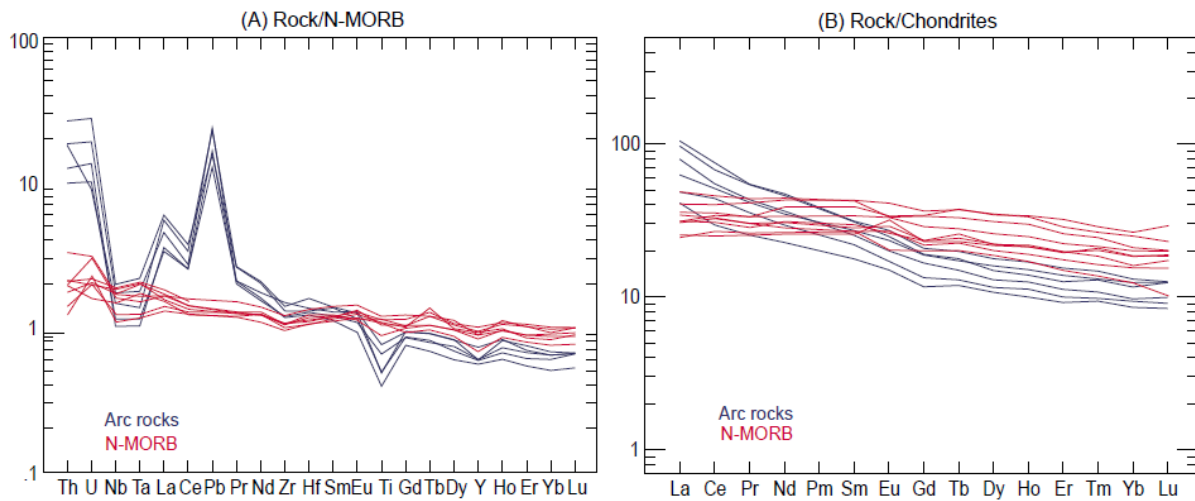 (A) Rock/N-MORB
100
10
1
.1
Arc rocks
N-MORB
Th U Nb Ta La Ce Pb Pr Nd Zr Hf Sm Eu Ti Gd Tb Dy Y Ho Er Yb Lu
(B) Rock/Chondrites
100
10
1
Arc rocks
N-MORB
La Ce Pr Nd Pm Sm Eu Gd Tb Dy Ho Er Tm Yb Lu